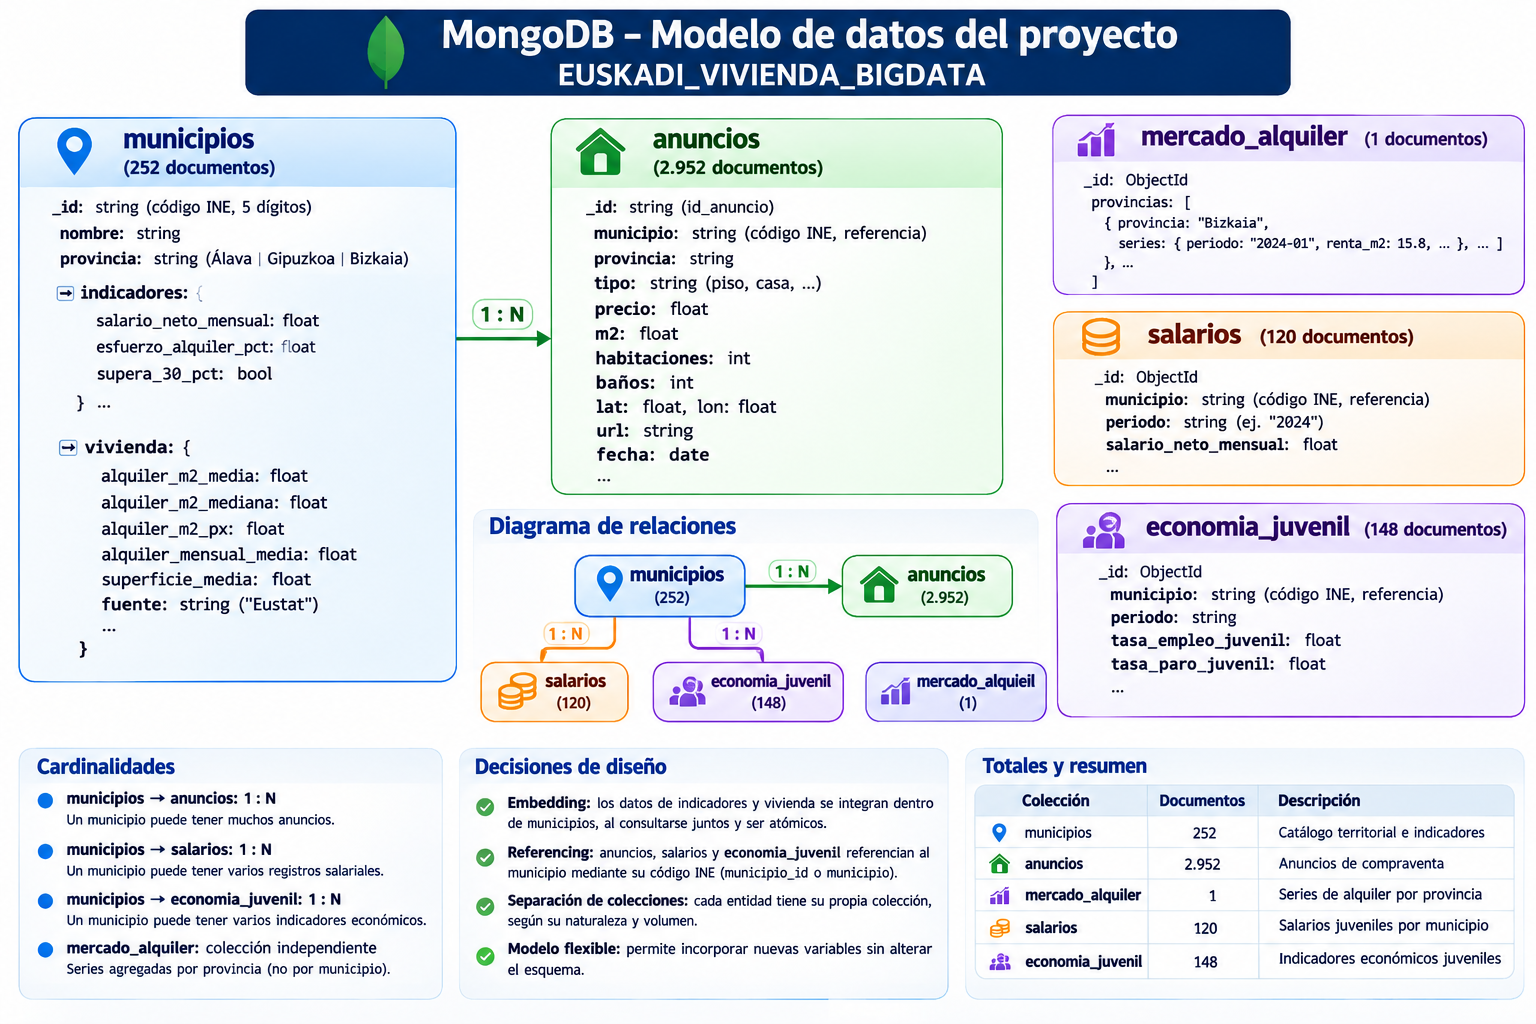 MongoDB – Modelo de datos del proyecto
EUSKADI_VIVIENDA_BIGDATA
municipios
(252 documentos)
_id: string (código INE, 5 dígitos)
nombre: string
provincia: string (Álava | Gipuzkoa | Bizkaia)
→ indicadores: {
salario_neto_mensual: float
esfuerzo_alquiler_pct: float
supera_30_pct: bool
} ...
→ vivienda: {
alquiler_m2_media: float
alquiler_m2_mediana: float
alquiler_m2_px: float
alquiler_mensual_media: float
superficie_media: float
fuente: string ("Eustat")
...
}
1 : N
anuncios
(2.952 documentos)
_id: string (id_anuncio)
municipio: string (código INE, referencia)
provincia: string
tipo: string (piso, casa, ...)
precio: float
m2: float
habitaciones: int
baños: int
lat: float, lon: float
url: string
fecha: date
...
mercado_alquiler (1 documentos)
_id: ObjectId
provincias: [
{ provincia: "Bizkaia",
series: { periodo: "2024-01", renta_m2: 15.8, ... }, ... ]
}, ...
]
salarios (120 documentos)
_id: ObjectId
municipio: string (código INE, referencia)
periodo: string (ej. "2024")
salario_neto_mensual: float
...
economia_juvenil (148 documentos)
_id: ObjectId
municipio: string (código INE, referencia)
periodo: string
tasa_empleo_juvenil: float
tasa_paro_juvenil: float
...
Diagrama de relaciones
municipios
(252)
1 : N
anuncios
(2.952)
1 : N
1 : N
salarios
(120)
economia_juvenil
(148)
mercado_alquieil
(1)
Cardinalidades
municipios → anuncios: 1 : N
Un municipio puede tener muchos anuncios.
municipios → salarios: 1 : N
Un municipio puede tener varios registros salariales.
municipios → economia_juvenil: 1 : N
Un municipio puede tener varios indicadores económicos.
mercado_alquiler: colección independiente
Series agregadas por provincia (no por municipio).
Decisiones de diseño
Embedding: los datos de indicadores y vivienda se integran dentro
de municipios, al consultarse juntos y ser atómicos.
Referencing: anuncios, salarios y economia_juvenil referencian al
municipio mediante su código INE (municipio_id o municipio).
Separación de colecciones: cada entidad tiene su propia colección,
según su naturaleza y volumen.
Modelo flexible: permite incorporar nuevas variables sin alterar
el esquema.
Totales y resumen
Colección Documentos Descripción
municipios 252 Catálogo territorial e indicadores
anuncios 2.952 Anuncios de compraventa
mercado_alquiler 1 Series de alquiler por provincia
salarios 120 Salarios juveniles por municipio
economia_juvenil 148 Indicadores económicos juveniles